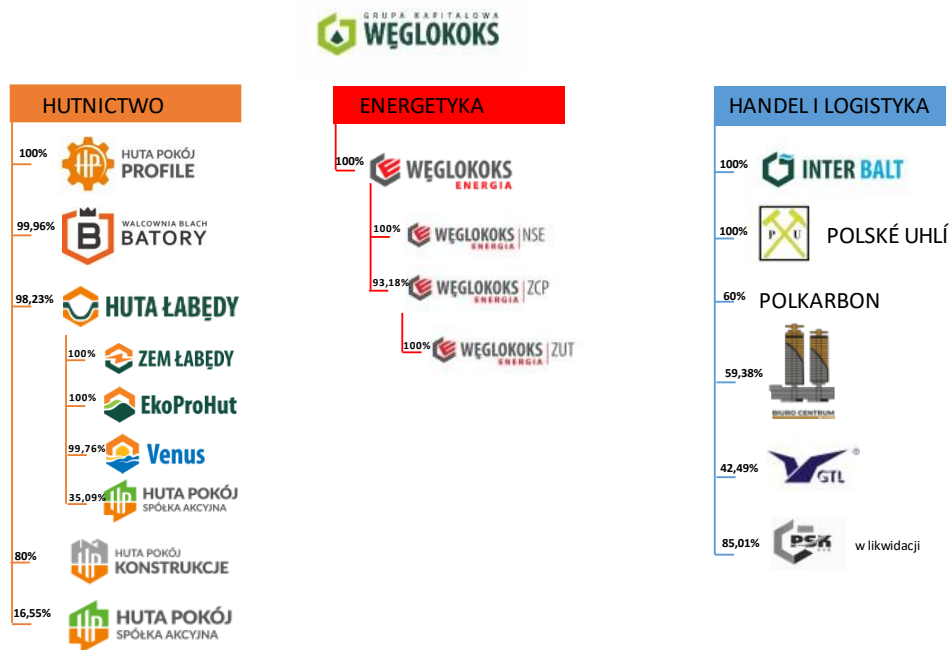 GRUPA KAPITAŁOWA
WĘGLOKOKS
HUTNICTWO
100%
HUTA POKÓJ
PROFILE
99,96%
WALCOWNIA BLACH
BATORY
98,23%
HUTA ŁABĘDY
100%
ZEM ŁABĘDY
100%
EkoProHut
99,76%
Venus
35,09%
HUTA POKÓJ
SPÓŁKA AKCYJNA
80%
HUTA POKÓJ
KONSTRUKCJE
16,55%
HUTA POKÓJ
SPÓŁKA AKCYJNA
ENERGETYKA
100%
WĘGLOKOKS
ENERGIA
100%
WĘGLOKOKS | NSE
ENERGIA
93,18%
WĘGLOKOKS | ZCP
ENERGIA
100%
WĘGLOKOKS | ZUT
ENERGIA
HANDEL I LOGISTYKA
100%
INTER BALT
100%
P U
POLSKÉ UHLÍ
60%
POLKARBON
59,38%
BIURO CENTRUM
42,49%
GTL ®
85,01%
PSK
w likwidacji